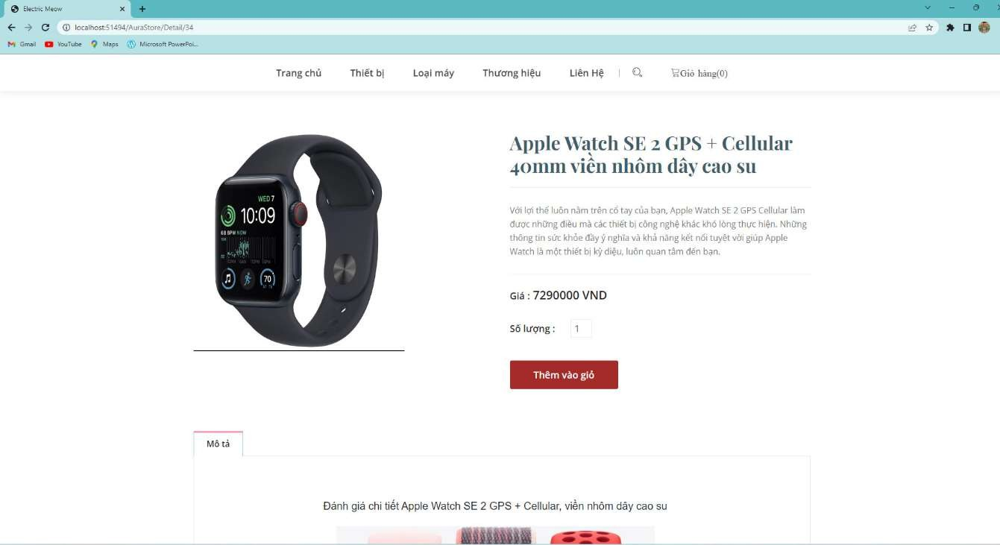 Electric Meow
localhost:51494/AuraStore/Detail/34
Gmail YouTube Maps Microsoft PowerPoi...
Trang chủ Thiết bị Loại máy Thương hiệu Liên Hệ | Giỏ hàng(0)
Apple Watch SE 2 GPS + Cellular
40mm viền nhôm dây cao su
Với lợi thế luôn nằm trên cổ tay của bạn, Apple Watch SE 2 GPS Cellular làm
được những điều mà các thiết bị công nghệ khác khó lòng thực hiện. Những
thông tin sức khỏe đầy ý nghĩa và khả năng kết nối tuyệt vời giúp Apple
Watch là một thiết bị kỳ diệu, luôn quan tâm đến bạn.
WED 7
10:09
68 BPM NOW
70
Giá : 7290000 VND
Số lượng : 1
Thêm vào giỏ
Mô tả
Đánh giá chi tiết Apple Watch SE 2 GPS + Cellular, viền nhôm dây cao su